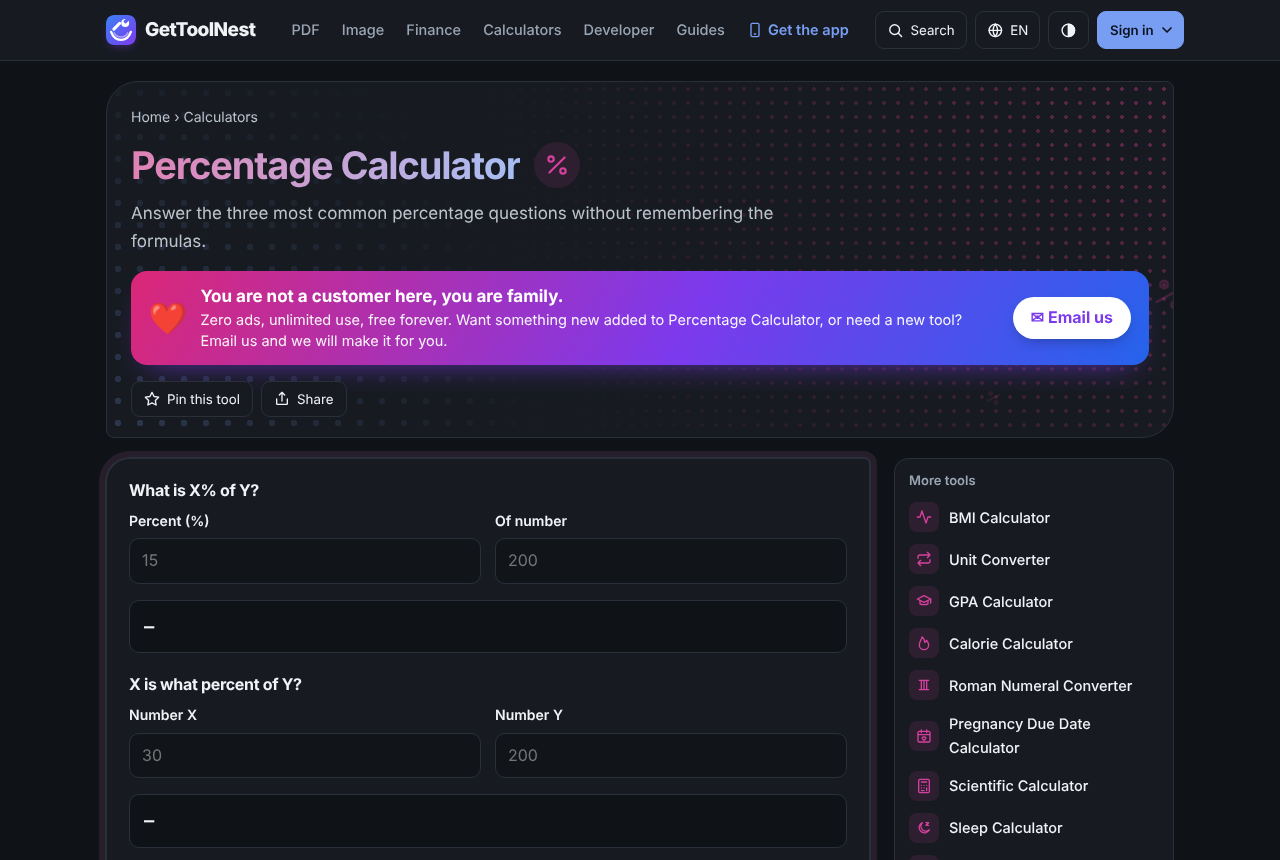 GetToolNest
PDF
Image
Finance
Calculators
Developer
Guides
Get the app
Search
EN
Sign in
Home › Calculators
Percentage Calculator
Answer the three most common percentage questions without remembering the
formulas.
You are not a customer here, you are family.
Zero ads, unlimited use, free forever. Want something new added to Percentage Calculator, or need a new tool?
Email us and we will make it for you.
✉ Email us
Pin this tool
Share
What is X% of Y?
Percent (%)
Of number
15
200
–
X is what percent of Y?
Number X
Number Y
30
200
–
More tools
BMI Calculator
Unit Converter
GPA Calculator
Calorie Calculator
Roman Numeral Converter
Pregnancy Due Date
Calculator
Scientific Calculator
Sleep Calculator